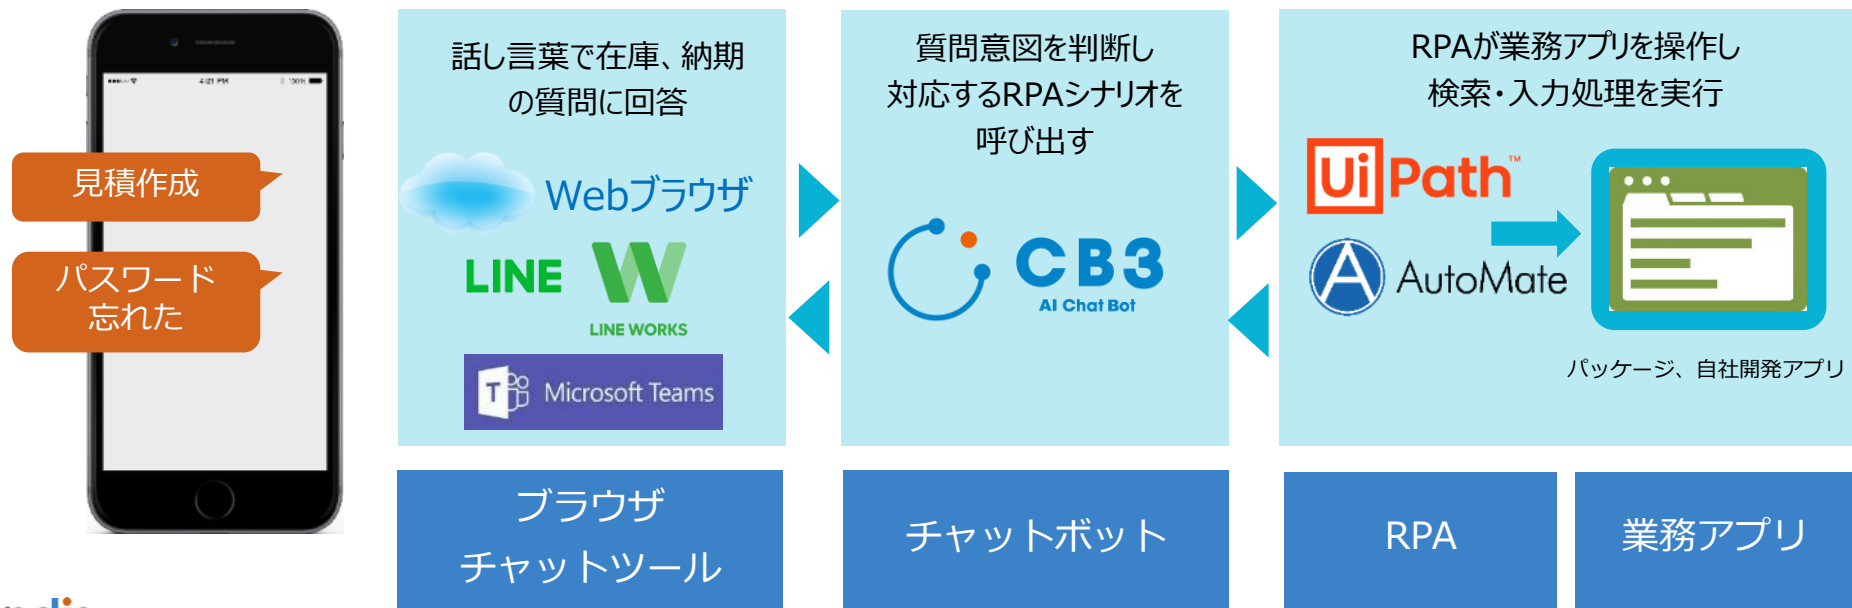 4:21 PM
100%
見積作成
パスワード
忘れた
話し言葉で在庫、納期
の質問に回答
Webブラウザ
LINE
LINE WORKS
Microsoft Teams
ブラウザ
チャットツール
質問意図を判断し
対応するRPAシナリオを
呼び出す
CB3
AI Chat Bot
チャットボット
RPAが業務アプリを操作し
検索・入力処理を実行
UiPath™
AutoMate
パッケージ、自社開発アプリ
RPA
業務アプリ